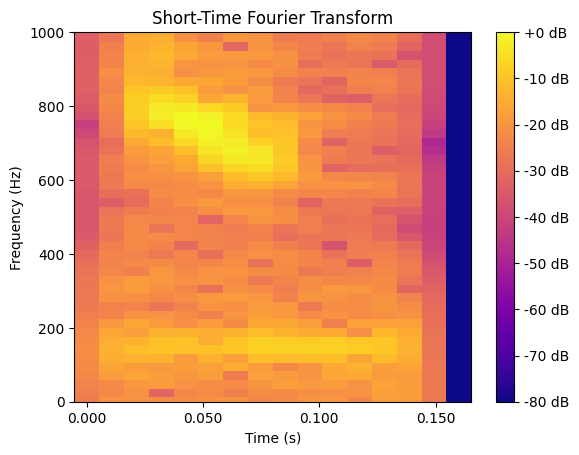 Short-Time Fourier Transform
1000
800
600
400
200
0
Frequency (Hz)
0.000
0.050
0.100
0.150
Time (s)
+0 dB
-10 dB
-20 dB
-30 dB
-40 dB
-50 dB
-60 dB
-70 dB
-80 dB